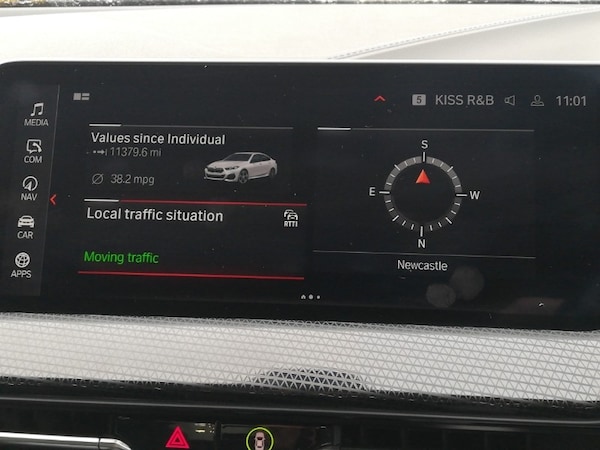 5 KISS R&B 11:01
MEDIA
COM
NAV
CAR
APPS
Values since Individual
11379.6 mi
38.2 mpg
Local traffic situation
RTTI
Moving traffic
S
E W
N
Newcastle